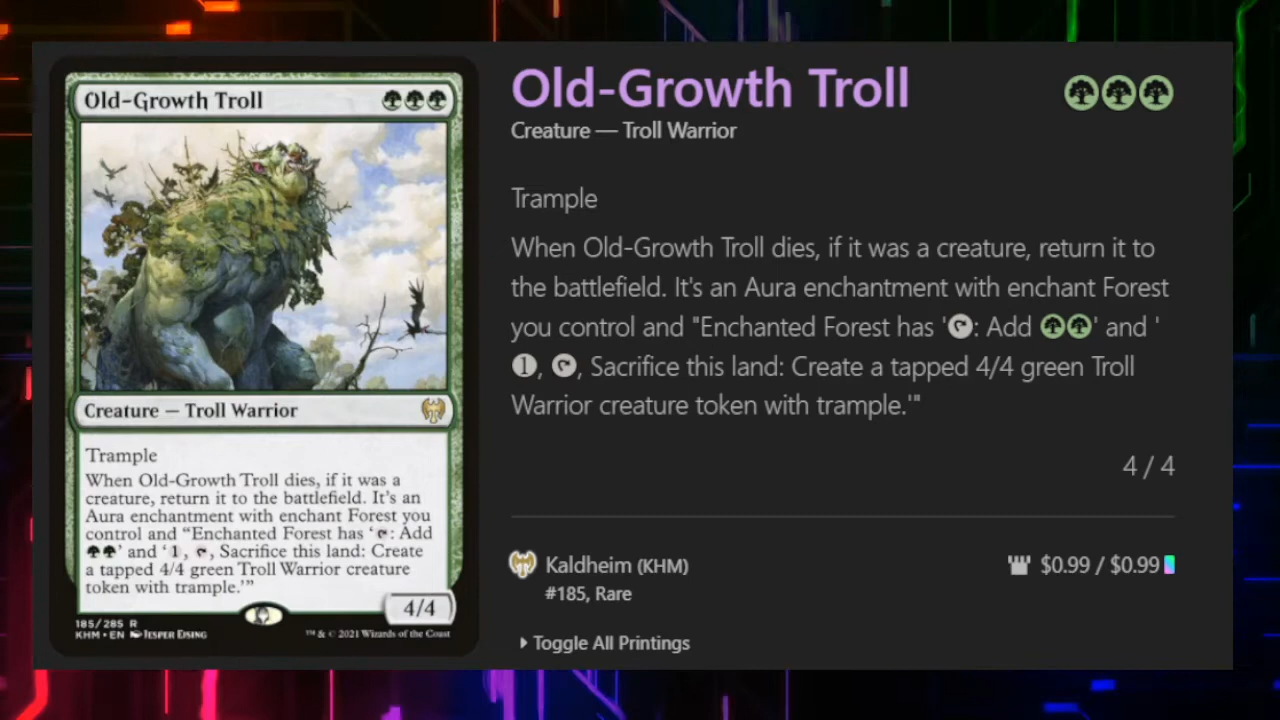 Old-Growth Troll
Creature — Troll Warrior
Trample
When Old-Growth Troll dies, if it was a
creature, return it to the battlefield. It's an
Aura enchantment with enchant Forest you
control and “Enchanted Forest has ‘: Add
’ and ‘1, , Sacrifice this land: Create
a tapped 4/4 green Troll Warrior creature
token with trample.’”
4/4
185/285 R
KHM • EN Jesper Ejsing
™ & © 2021 Wizards of the Coast
Old-Growth Troll
Creature — Troll Warrior
Trample
When Old-Growth Troll dies, if it was a creature, return it to
the battlefield. It's an Aura enchantment with enchant Forest
you control and "Enchanted Forest has ': Add ' and '
1, , Sacrifice this land: Create a tapped 4/4 green Troll
Warrior creature token with trample.'"
4 / 4
Kaldheim (KHM)
#185, Rare
$0.99 / $0.99
Toggle All Printings